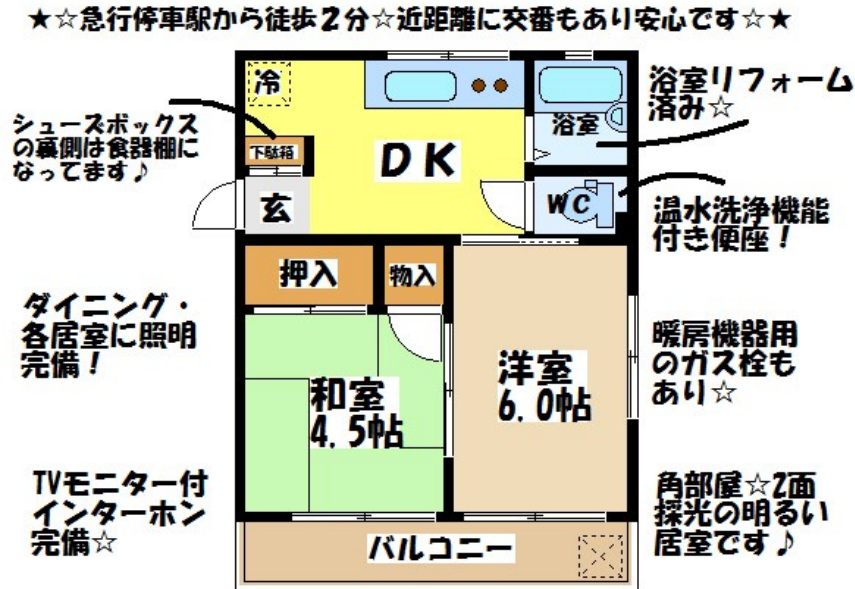 ★☆急行停車駅から徒歩2分☆近距離に交番もあり安心です☆★
冷
浴室リフォーム
済み☆
シューズボックス
の裏側は食器棚に
なってます♪
下駄箱
DK
浴室
玄
WC
温水洗浄機能
付き便座！
押入
物入
ダイニング・
各居室に照明
完備！
和室
4.5帖
洋室
6.0帖
暖房機器用
のガス栓も
あり☆
TVモニター付
インターホン
完備☆
角部屋☆2面
採光の明るい
居室です♪
バルコニー